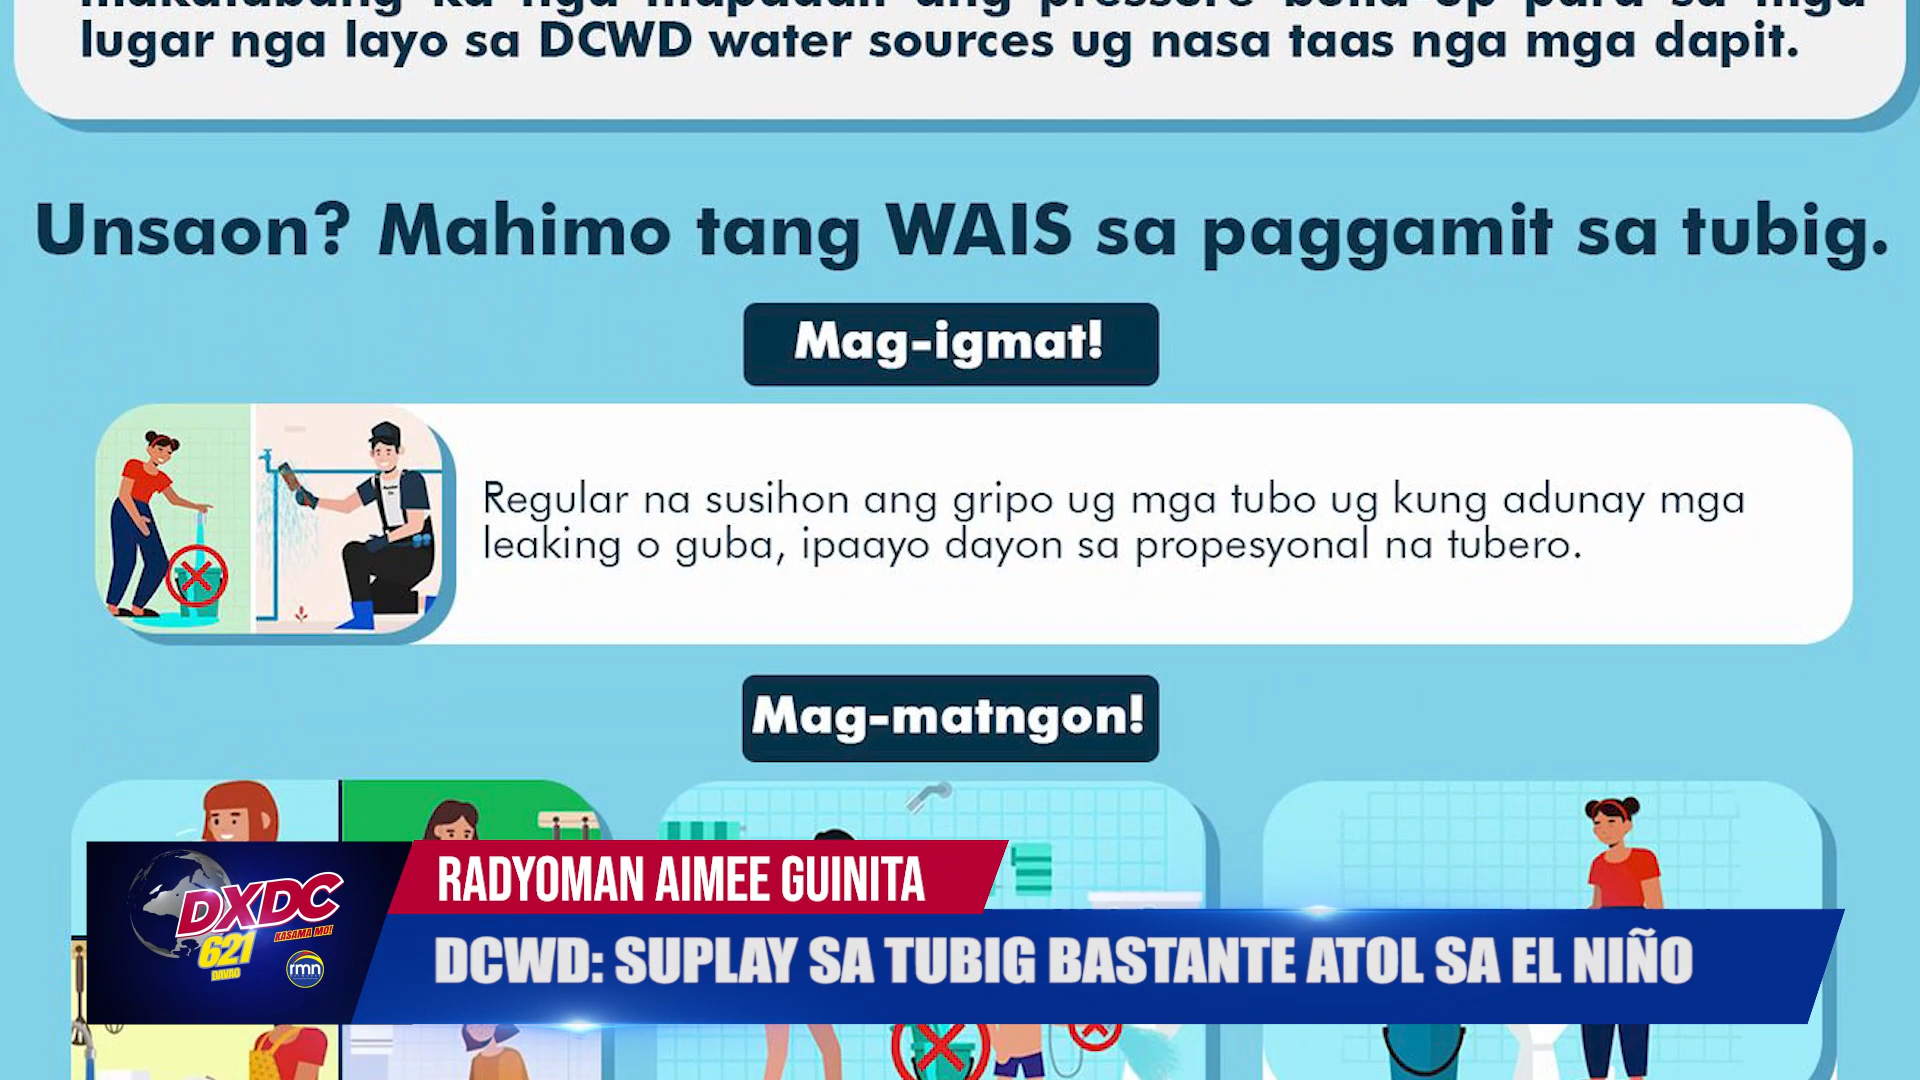 lugar nga layo sa DCWD water sources ug nasa taas nga mga dapit.
Unsaon? Mahimo tang WAIS sa paggamit sa tubig.
Mag-igmat!
Regular na susihon ang gripo ug mga tubo ug kung adunay mga
leaking o guba, ipaayo dayon sa propesyonal na tubero.
Mag-matngon!
RADYOMAN AIMEE GUINITA
DXDC
621
KASAMA MO!
DAVAO
rmn
DCWD: SUPLAY SA TUBIG BASTANTE ATOL SA EL NIÑO